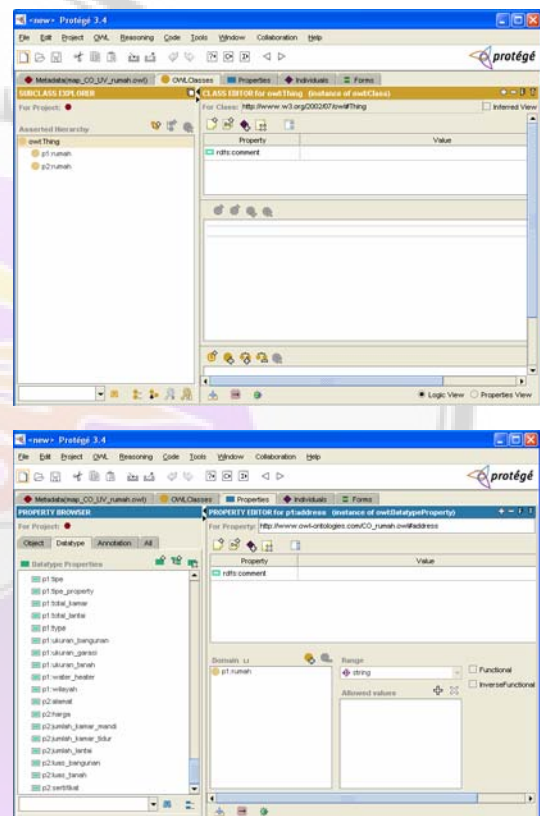 <new> Protégé 3.4
File Edit Project OWL Reasoning Code Tools Window Collaboration Help
protégé
Metadata(map_CO_UV_rumah.owl) OWLClasses Properties Individuals Forms
SUBCLASS EXPLORER
CLASS EDITOR for owl:Thing (instance of owl:Class)
For Project:
For Class: http://www.w3.org/2002/07/owl#Thing
Inferred View
Asserted Hierarchy
owl:Thing
p1:rumah
p2:rumah
Property Value
rdfs:comment
Logic View Properties View
<new> Protégé 3.4
File Edit Project OWL Reasoning Code Tools Window Collaboration Help
protégé
Metadata(map_CO_UV_rumah.owl) OWLClasses Properties Individuals Forms
PROPERTY BROWSER
PROPERTY EDITOR for p1:address (instance of owl:DatatypeProperty)
For Project:
For Property: http://www.owl-ontologies.com/CO_rumah.owl#address
Object Datatype Annotation All
Datatype Properties
Property Value
rdfs:comment
p1:tipe
p1:tipe_property
p1:total_kamar
p1:total_lantai
p1:type
p1:ukuran_bangunan
p1:ukuran_garasi
p1:ukuran_tanah
p1:water_heater
p1:wilayah
p2:alamat
p2:harga
p2:jumlah_kamar_mandi
p2:jumlah_kamar_tidur
p2:jumlah_lantai
p2:luas_bangunan
p2:luas_tanah
p2:sertifikat
Domain
p1:rumah
Range
string
Allowed values
Functional
InverseFunctional